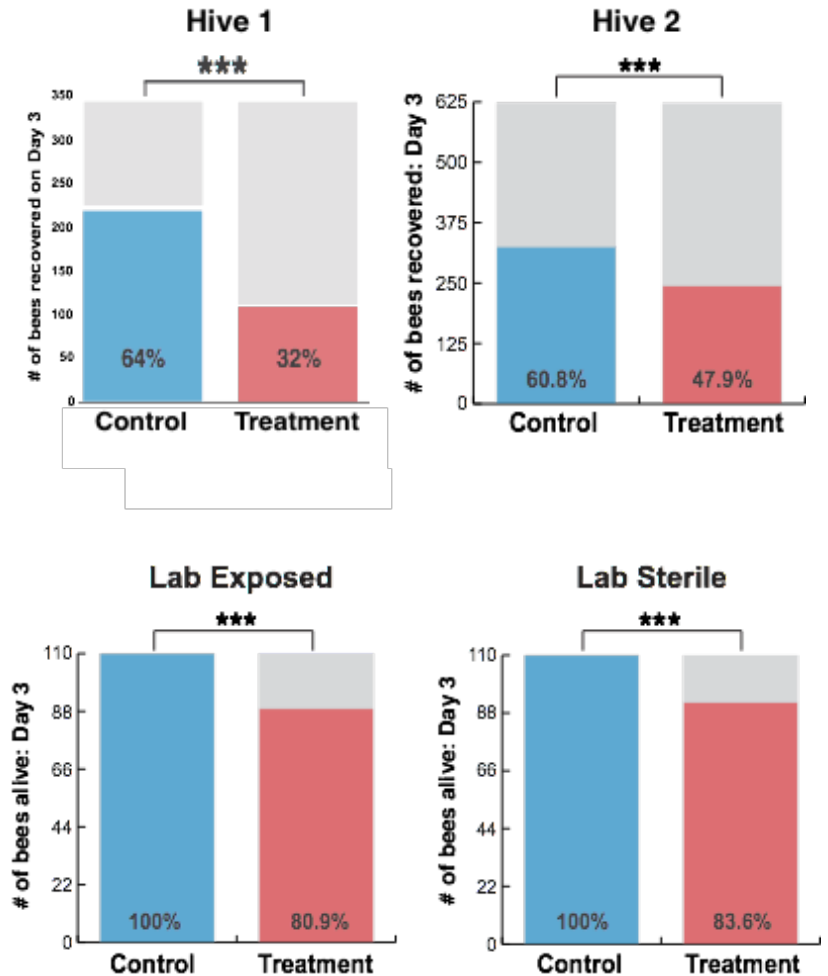 Hive 1
***
# of bees recovered on Day 3
350
300
250
200
150
100
50
0
64%
32%
Control
Treatment
Hive 2
***
# of bees recovered: Day 3
625
500
375
250
125
0
60.8%
47.9%
Control
Treatment
Lab Exposed
***
# of bees alive: Day 3
110
88
66
44
22
0
100%
80.9%
Control
Treatment
Lab Sterile
***
# of bees alive: Day 3
110
88
66
44
22
0
100%
83.6%
Control
Treatment